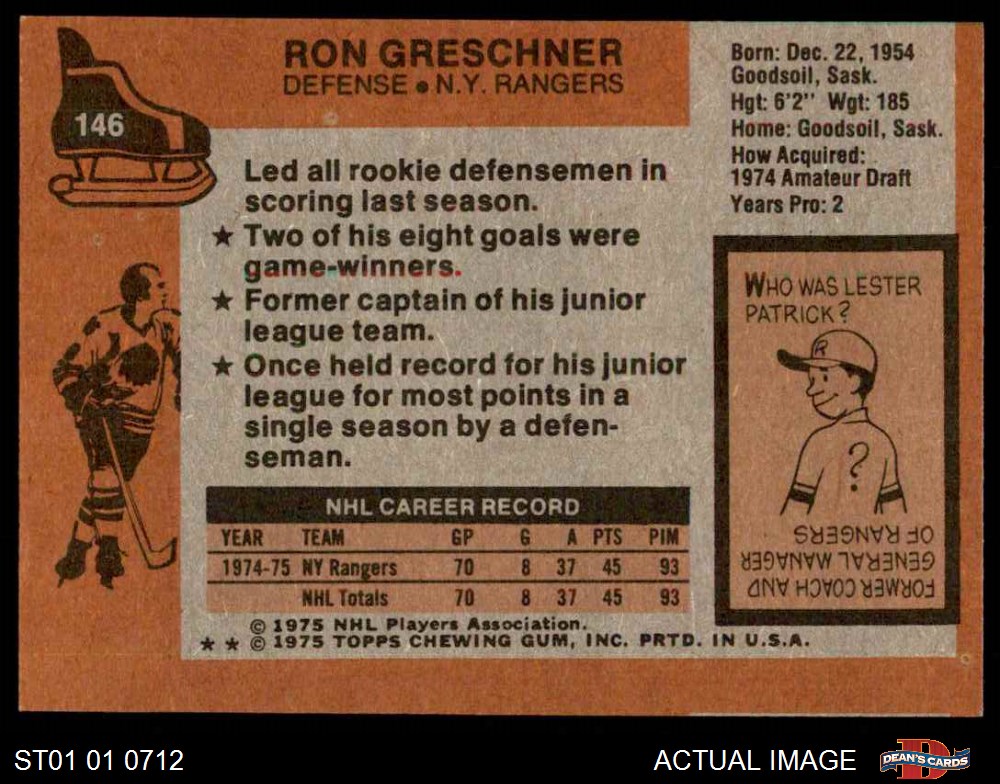 146
RON GRESCHNER
DEFENSE • N.Y. RANGERS
Born: Dec. 22, 1954
Goodsoil, Sask.
Hgt: 6'2" Wgt: 185
Home: Goodsoil, Sask.
How Acquired:
1974 Amateur Draft
Years Pro: 2
Led all rookie defensemen in
scoring last season.
★ Two of his eight goals were
game-winners.
★ Former captain of his junior
league team.
★ Once held record for his junior
league for most points in a
single season by a defen-
seman.
NHL CAREER RECORD
YEAR TEAM GP G A PTS PIM
1974-75 NY Rangers 70 8 37 45 93
NHL Totals 70 8 37 45 93
© 1975 NHL Players Association.
★ ★ © 1975 TOPPS CHEWING GUM, INC. PRTD. IN U.S.A.
WHO WAS LESTER
PATRICK?
R
?
FORMER COACH AND
GENERAL MANAGER
OF RANGERS
ST01 01 0712
ACTUAL IMAGE
D
DEAN'S CARDS